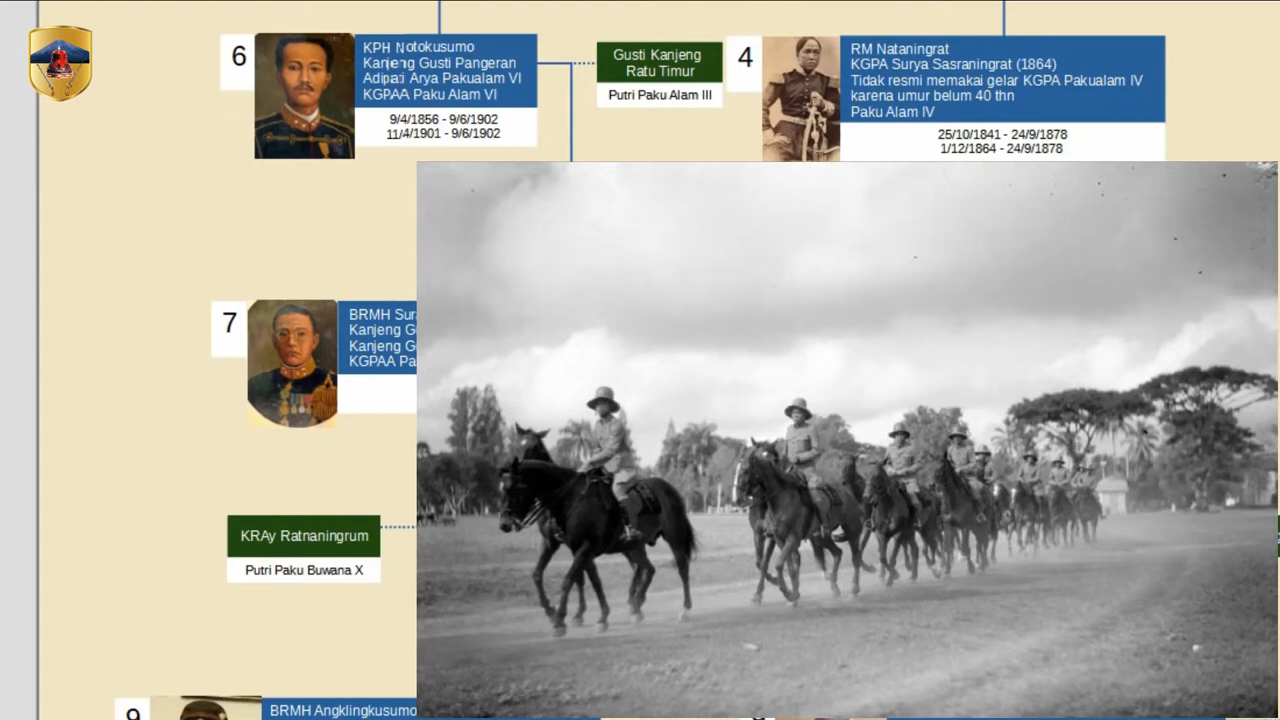 6
KPH Notokusumo
Kanjeng Gusti Pangeran
Adipati Arya Pakualam VI
KGPAA Paku Alam VI
9/4/1856 - 9/6/1902
11/4/1901 - 9/6/1902
Gusti Kanjeng
Ratu Timur
Putri Paku Alam III
4
RM Nataningrat
KGPA Surya Sasraningrat (1864)
Tidak resmi memakai gelar KGPA Pakualam IV
karena umur belum 40 thn
Paku Alam IV
25/10/1841 - 24/9/1878
1/12/1864 - 24/9/1878
7
BRMH
Kanjeng
Kanjeng
KGPAA
KRAy Ratnaningrum
Putri Paku Buwana X
9
BRMH Angklingkusumo